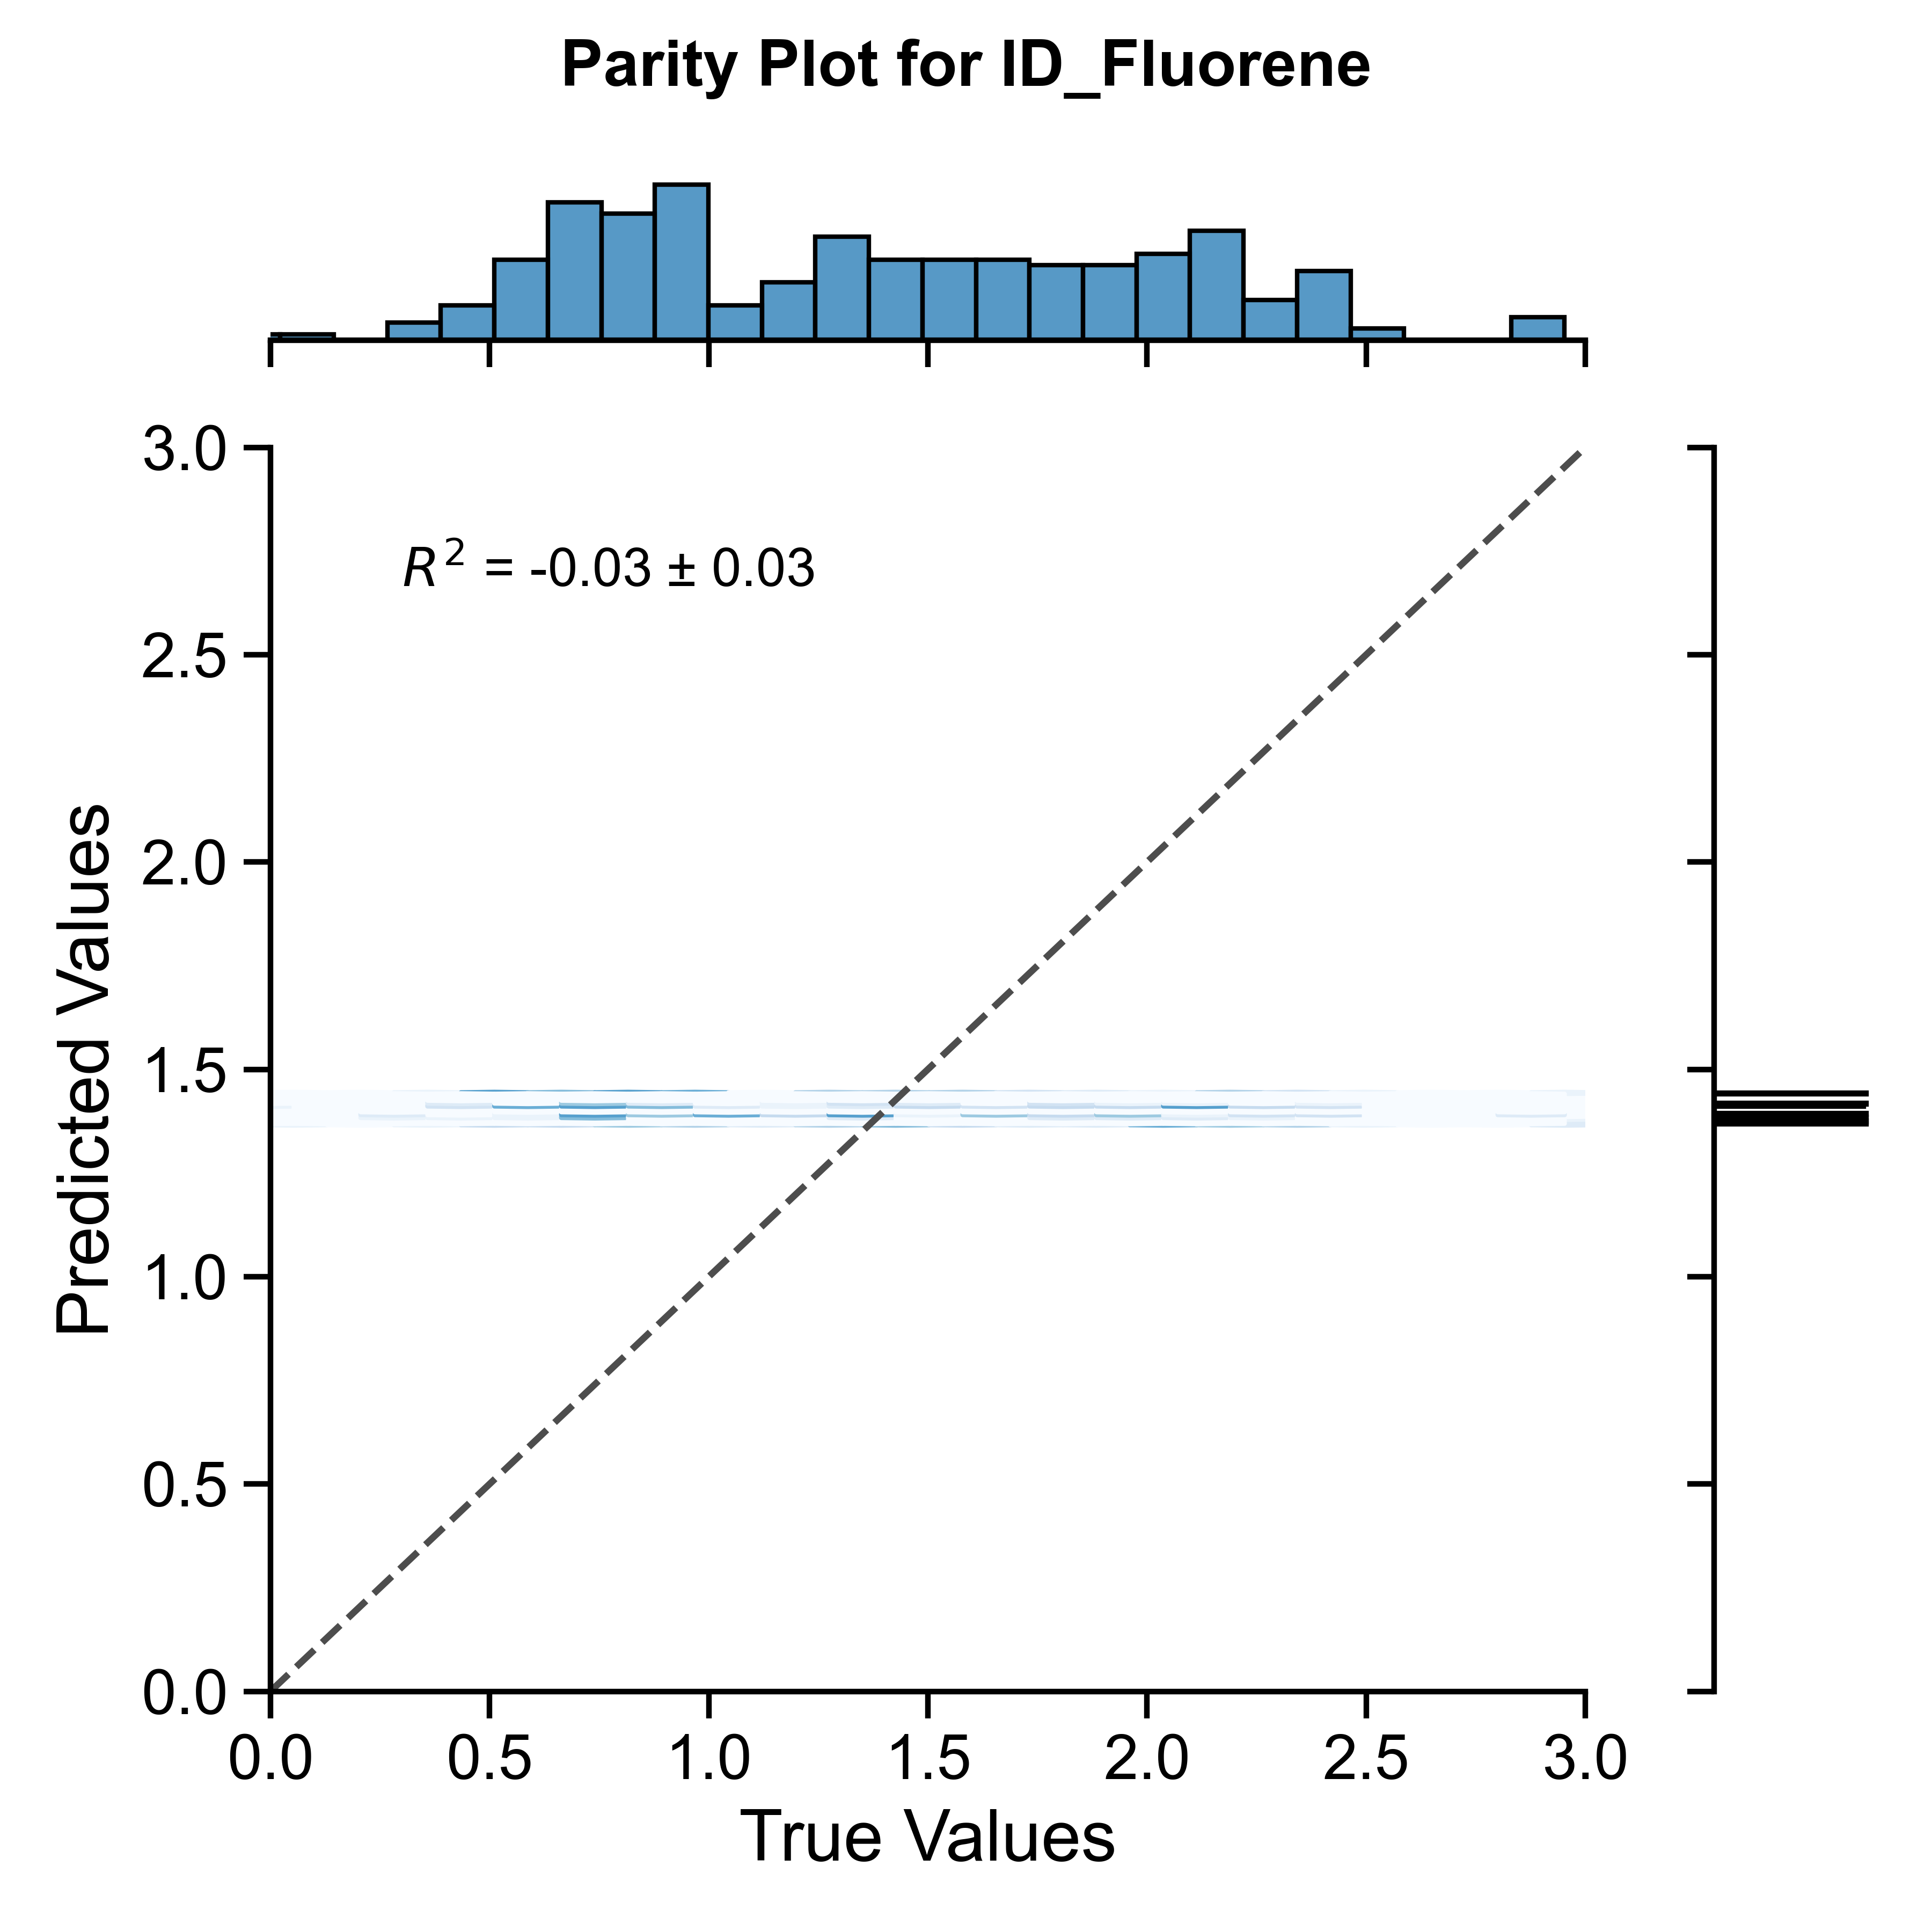 Parity Plot for ID_Fluorene
3.0
R² = -0.03 ± 0.03
2.5
2.0
1.5
1.0
0.5
0.0
Predicted Values
0.0 0.5 1.0 1.5 2.0 2.5 3.0
True Values